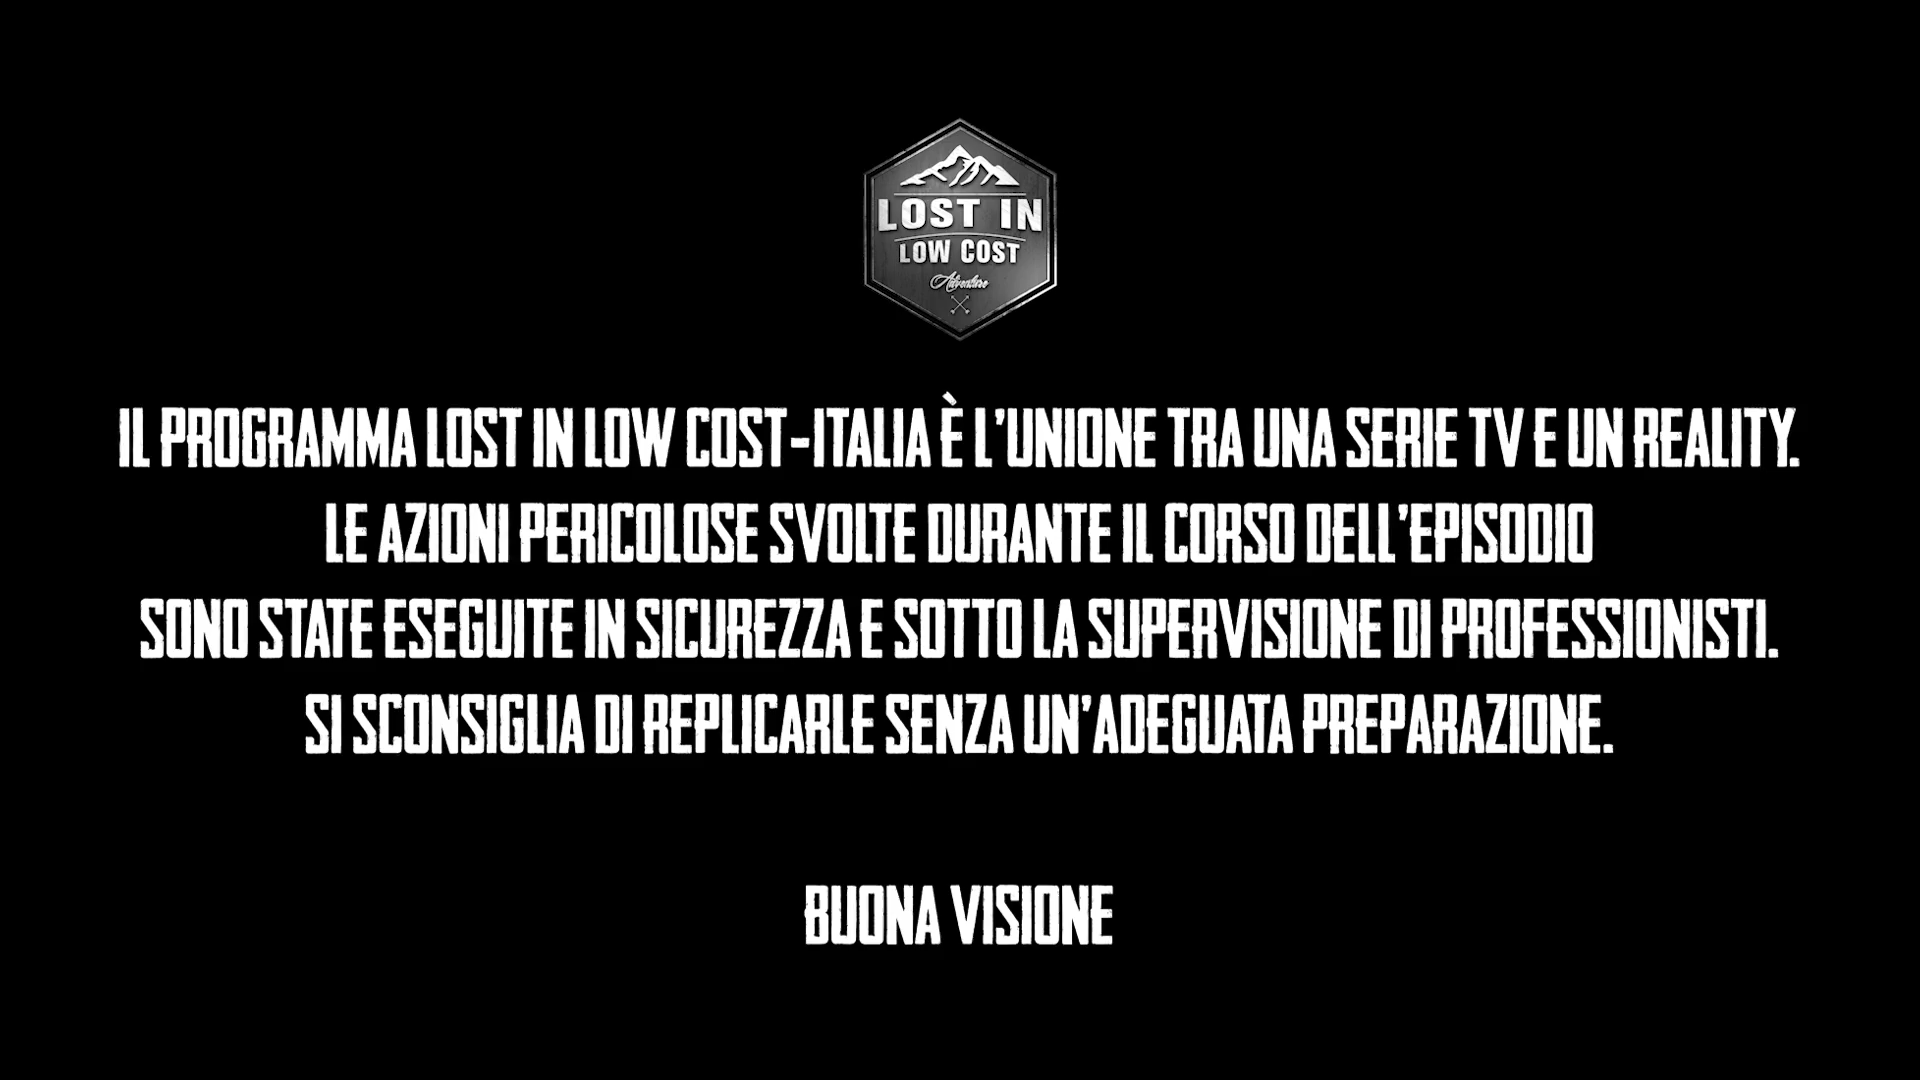 LOST IN
LOW COST
Adventure
IL PROGRAMMA LOST IN LOW COST-ITALIA È L'UNIONE TRA UNA SERIE TV E UN REALITY.
LE AZIONI PERICOLOSE SVOLTE DURANTE IL CORSO DELL'EPISODIO
SONO STATE ESEGUITE IN SICUREZZA E SOTTO LA SUPERVISIONE DI PROFESSIONISTI.
SI SCONSIGLIA DI REPLICARLE SENZA UN'ADEGUATA PREPARAZIONE.
BUONA VISIONE